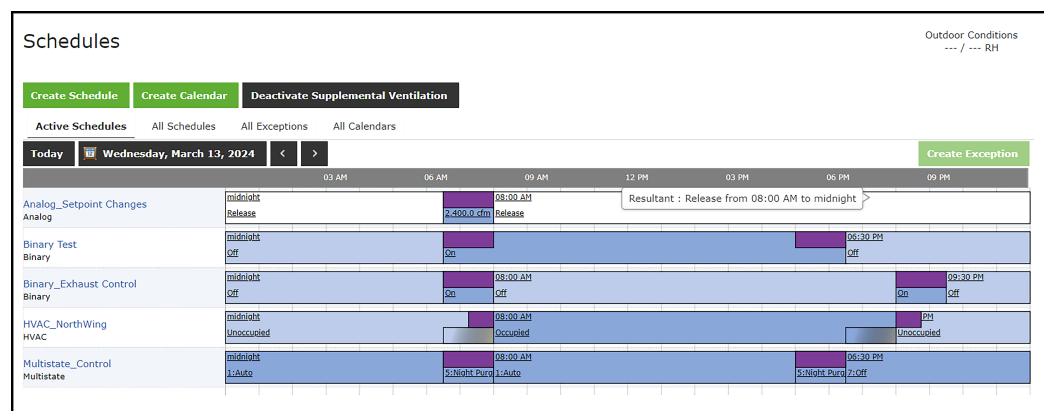 Schedules
Outdoor Conditions
--- / --- RH
Create Schedule Create Calendar Deactivate Supplemental Ventilation
Active Schedules All Schedules All Exceptions All Calendars
Today Wednesday, March 13, 2024 < > Create Exception
03 AM 06 AM 09 AM 12 PM 03 PM 06 PM 09 PM
Analog_Setpoint Changes
Analog
midnight 08:00 AM
Release 2,400.0 cfm Release
Resultant : Release from 08:00 AM to midnight
Binary Test
Binary
midnight 06:30 PM
Off On Off
Binary_Exhaust Control
Binary
midnight 08:00 AM 09:30 PM
Off On Off On Off
HVAC_NorthWing
HVAC
midnight 08:00 AM PM
Unoccupied Occupied Unoccupied
Multistate_Control
Multistate
midnight 08:00 AM 06:30 PM
1:Auto 5:Night Purg 1:Auto 5:Night Purg 7:Off